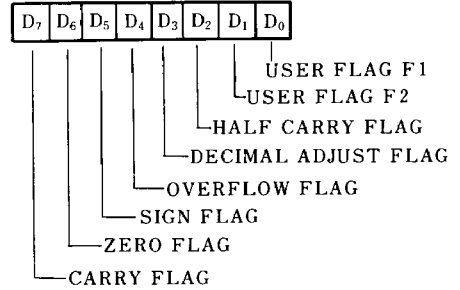 D7 D6 D5 D4 D3 D2 D1 D0
USER FLAG F1
USER FLAG F2
HALF CARRY FLAG
DECIMAL ADJUST FLAG
OVERFLOW FLAG
SIGN FLAG
ZERO FLAG
CARRY FLAG